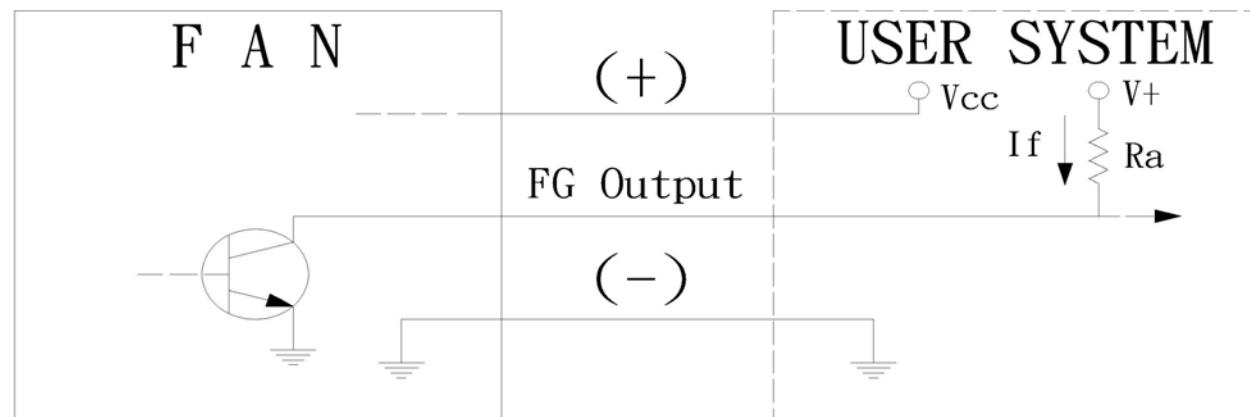 F A N
USER SYSTEM
(+)
Vcc
V+
If
Ra
FG Output
(-)